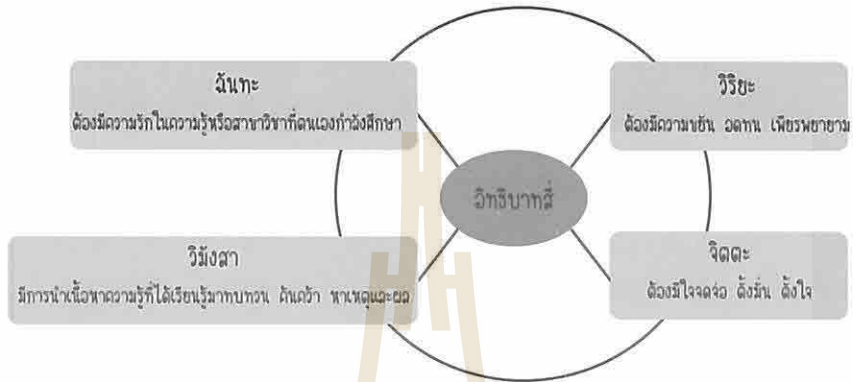 ฉันทะ
ต้องมีความรักในความรู้หรือสาขาวิชาที่ตนเองกำลังศึกษา
วิริยะ
ต้องมีความขยัน อดทน เพียรพยายาม
อิทธิบาทสี่
วิมังสา
มีการนำเนื้อหาความรู้ที่ได้เรียนรู้มาทบทวน ค้นคว้า หาเหตุและผล
จิตตะ
ต้องมีใจจดจ่อ ตั้งมั่น ตั้งใจ